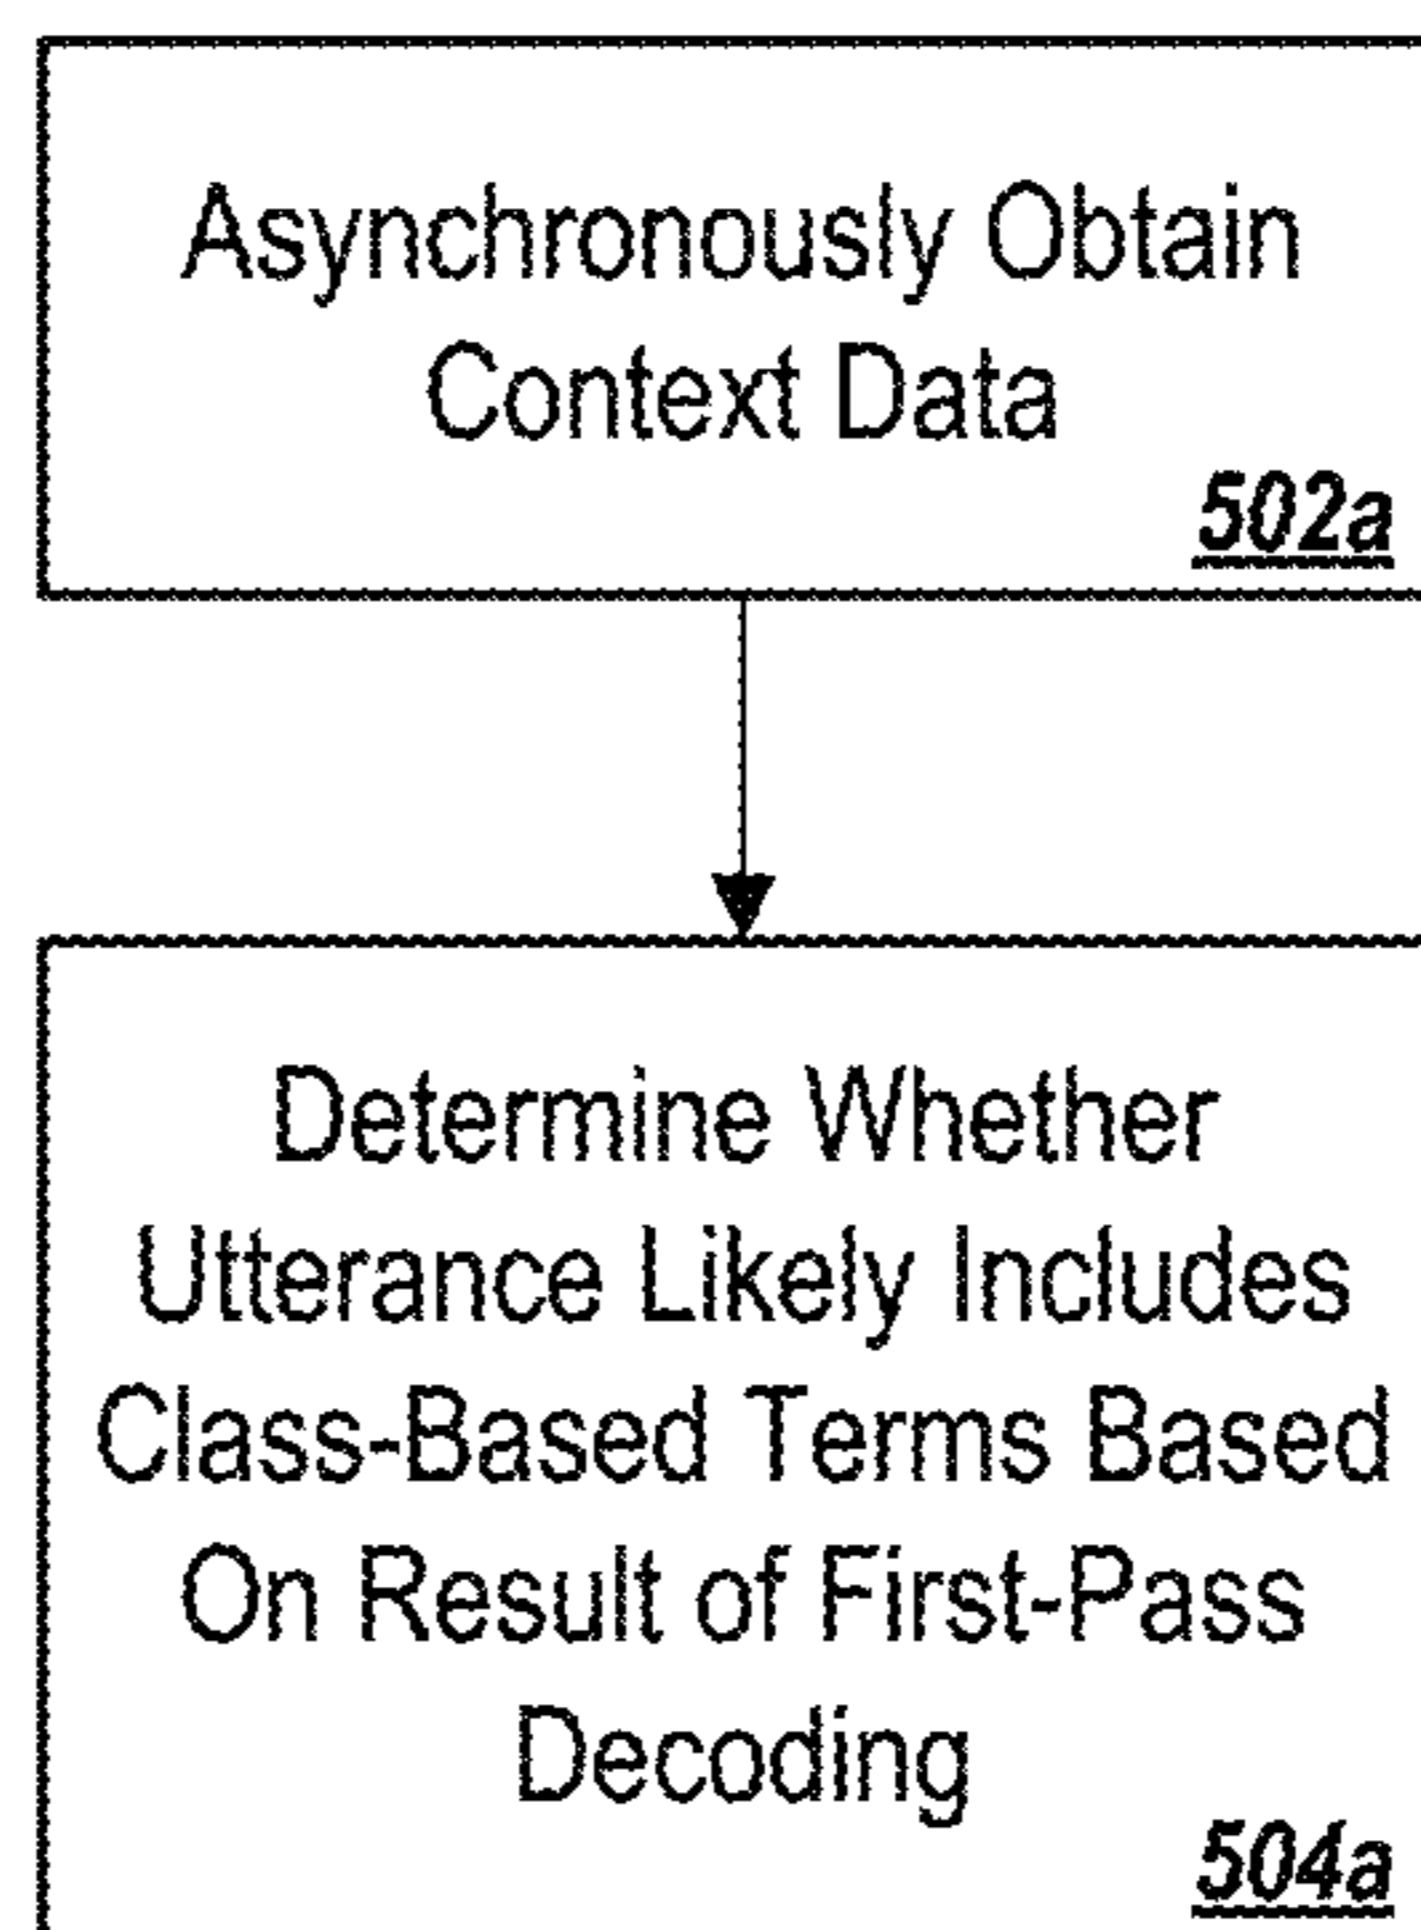 Asynchronously Obtain
Context Data
502a
Determine Whether
Utterance Likely Includes
Class-Based Terms Based
On Result of First-Pass
Decoding
504a